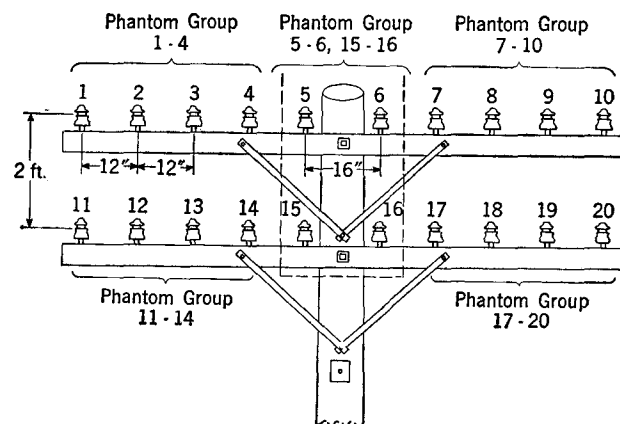 Phantom Group
1 - 4
Phantom Group
5 - 6, 15 - 16
Phantom Group
7 - 10
1 2 3 4 5 6 7 8 9 10
2 ft.
12" 12" 16"
11 12 13 14 15 16 17 18 19 20
Phantom Group
11 - 14
Phantom Group
17 - 20